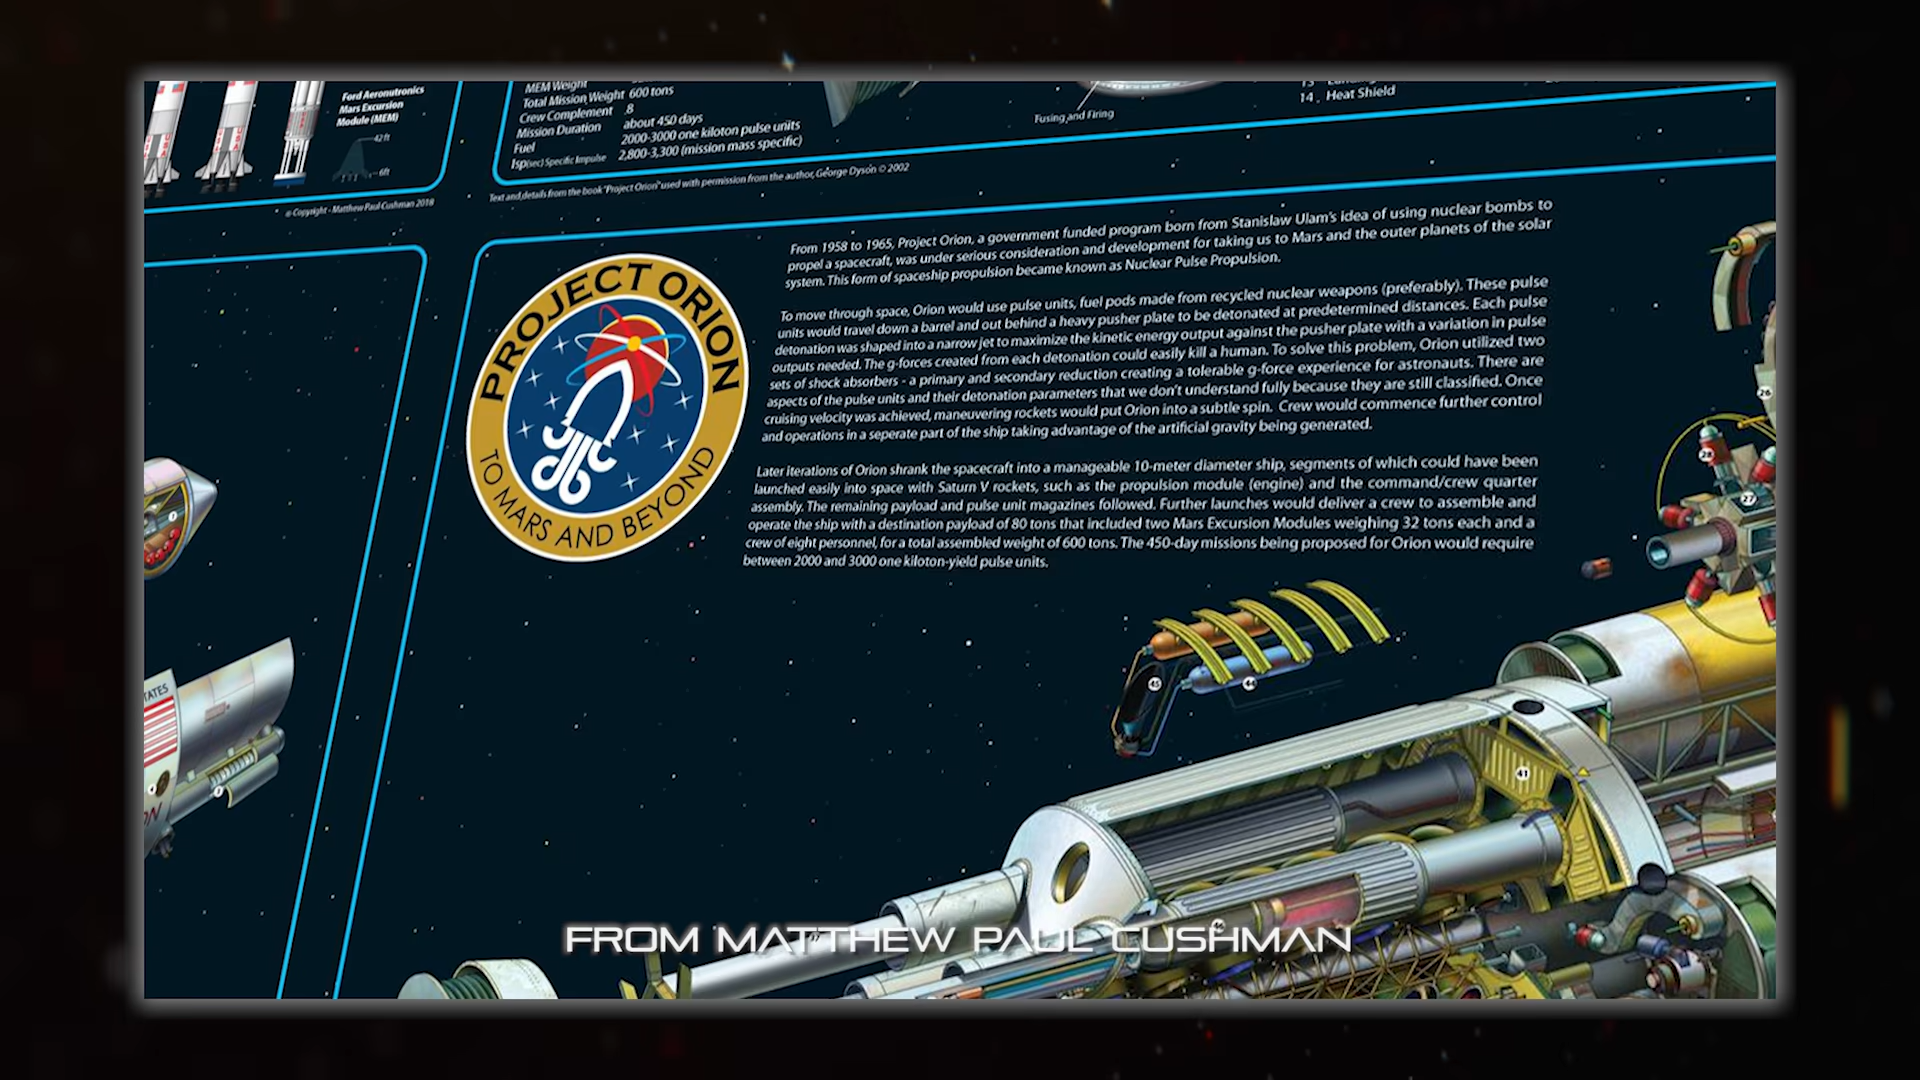 Ford Aeronutronics
Mars Excursion
Module (MEM)
42 ft
6ft
© Copyright - Matthew Paul Cushman 2018
MEM Weight
Total Mission Weight 600 tons
Crew Complement 8
Mission Duration about 450 days
Fuel 2000-3000 one kiloton pulse units
Isp(sec) Specific Impulse 2,800-3,300 (mission mass specific)
Text and details from the book "Project Orion" used with permission from the author, George Dyson © 2002
Fusing and Firing
14 . Heat Shield
PROJECT ORION
TO MARS AND BEYOND
From 1958 to 1965, Project Orion, a government funded program born from Stanislaw Ulam's idea of using nuclear bombs to
propel a spacecraft, was under serious consideration and development for taking us to Mars and the outer planets of the solar
system. This form of spaceship propulsion became known as Nuclear Pulse Propulsion.
To move through space, Orion would use pulse units, fuel pods made from recycled nuclear weapons (preferably). These pulse
units would travel down a barrel and out behind a heavy pusher plate to be detonated at predetermined distances. Each pulse
detonation was shaped into a narrow jet to maximize the kinetic energy output against the pusher plate with a variation in pulse
outputs needed. The g-forces created from each detonation could easily kill a human. To solve this problem, Orion utilized two
sets of shock absorbers - a primary and secondary reduction creating a tolerable g-force experience for astronauts. There are
aspects of the pulse units and their detonation parameters that we don't understand fully because they are still classified. Once
cruising velocity was achieved, maneuvering rockets would put Orion into a subtle spin. Crew would commence further control
and operations in a seperate part of the ship taking advantage of the artificial gravity being generated.
Later iterations of Orion shrank the spacecraft into a manageable 10-meter diameter ship, segments of which could have been
launched easily into space with Saturn V rockets, such as the propulsion module (engine) and the command/crew quarter
assembly. The remaining payload and pulse unit magazines followed. Further launches would deliver a crew to assemble and
operate the ship with a destination payload of 80 tons that included two Mars Excursion Modules weighing 32 tons each and a
crew of eight personnel, for a total assembled weight of 600 tons. The 450-day missions being proposed for Orion would require
between 2000 and 3000 one kiloton-yield pulse units.
26
28
27
45
44
41
TATES
ON
FROM MATTHEW PAUL CUSHMAN